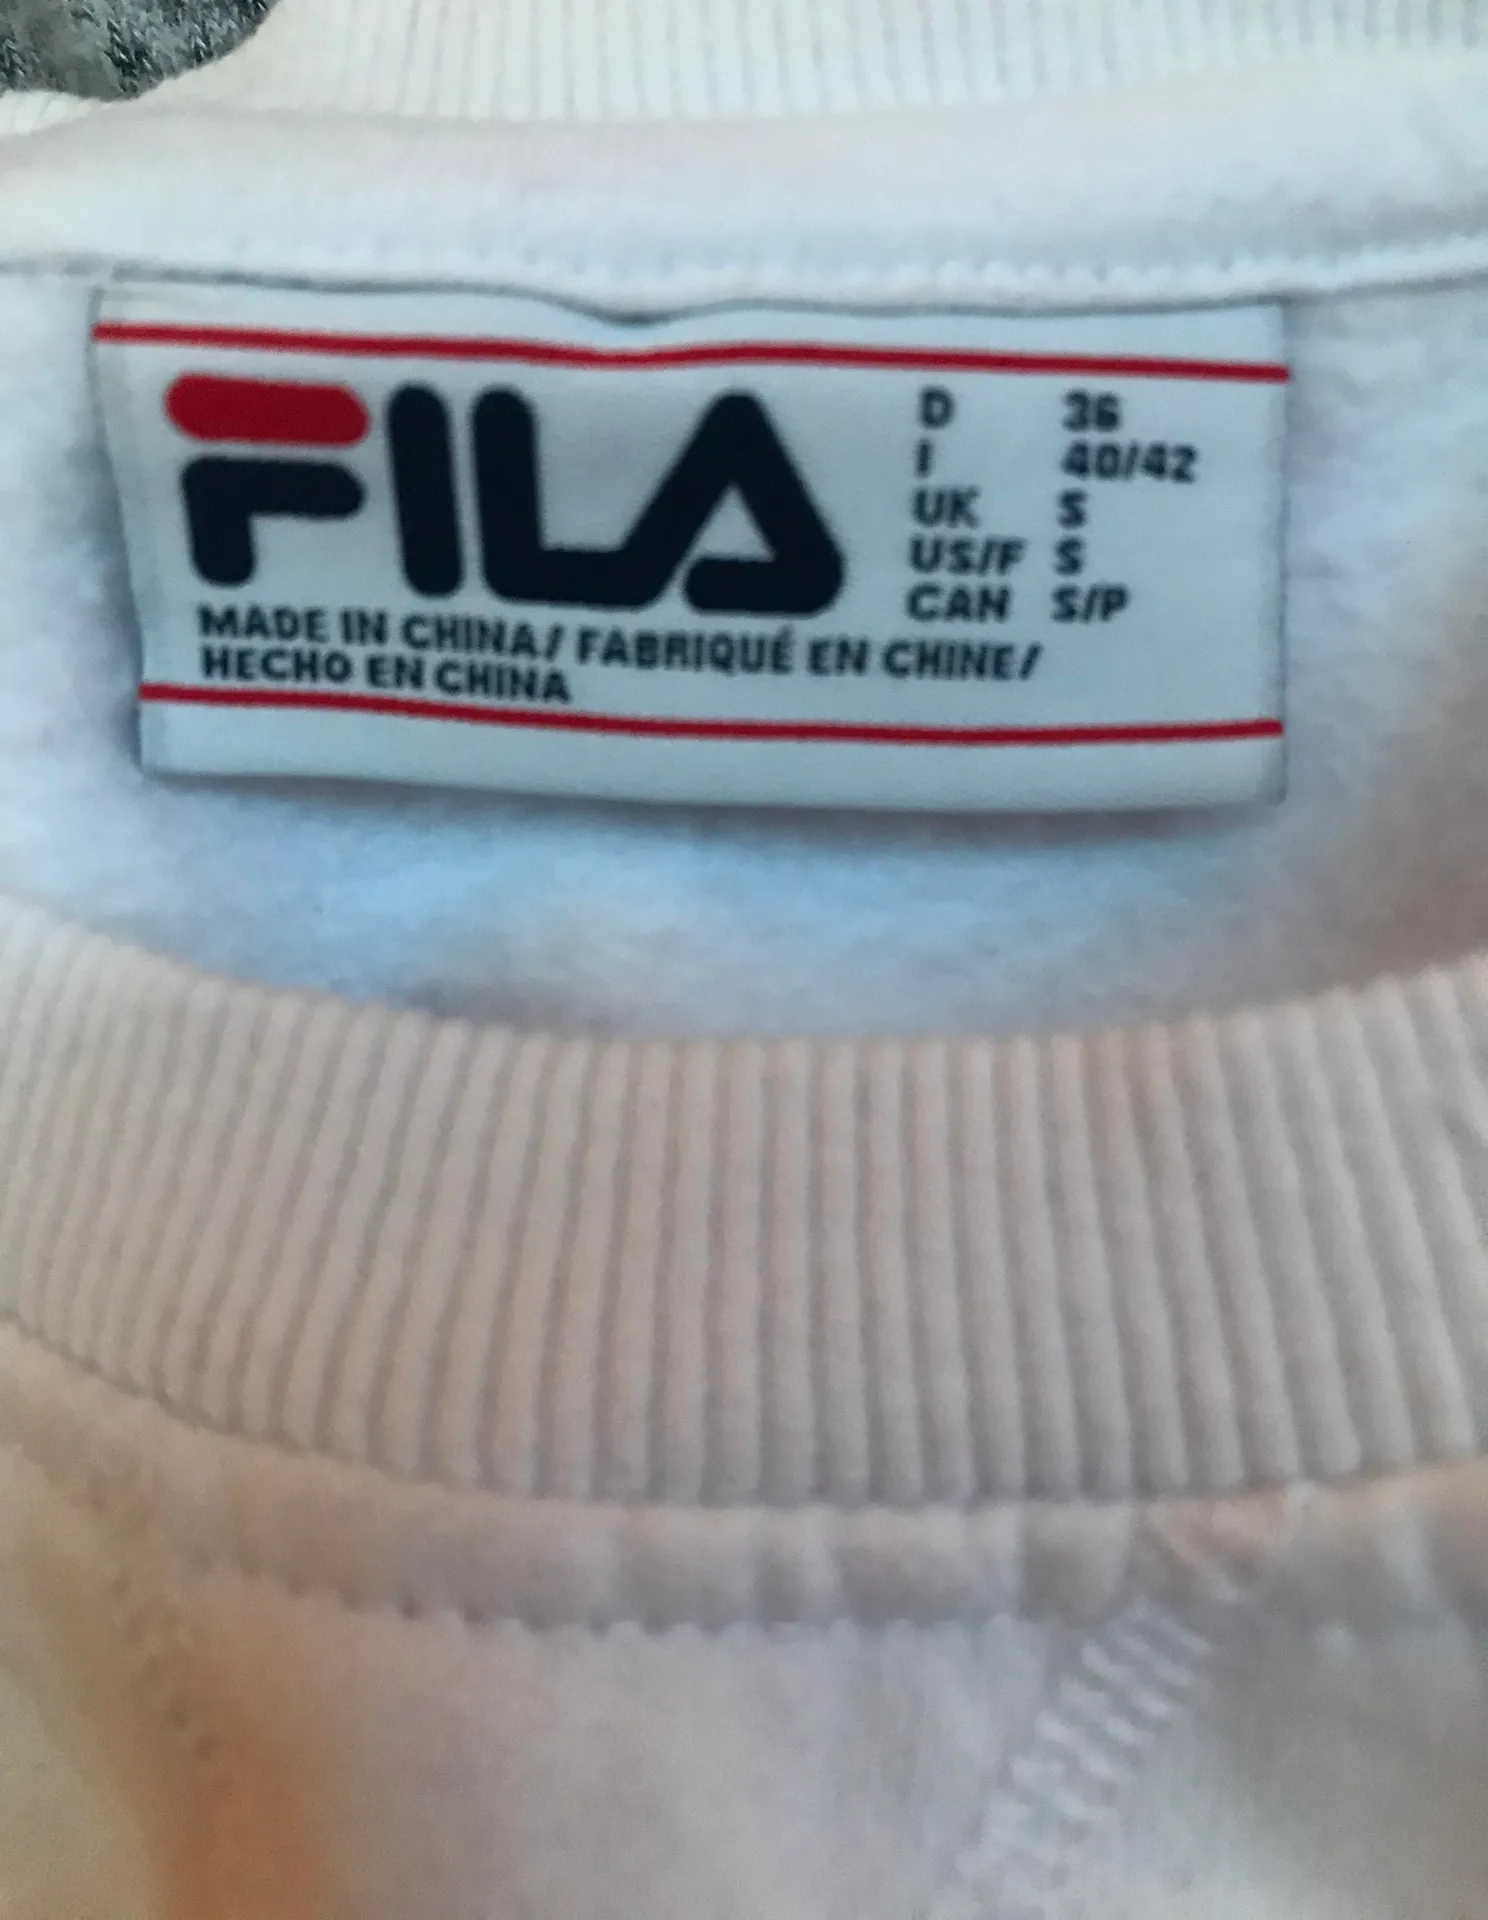 FILA
D 36
I 40/42
UK S
US/F S
CAN S/P
MADE IN CHINA/ FABRIQUÉ EN CHINE/
HECHO EN CHINA